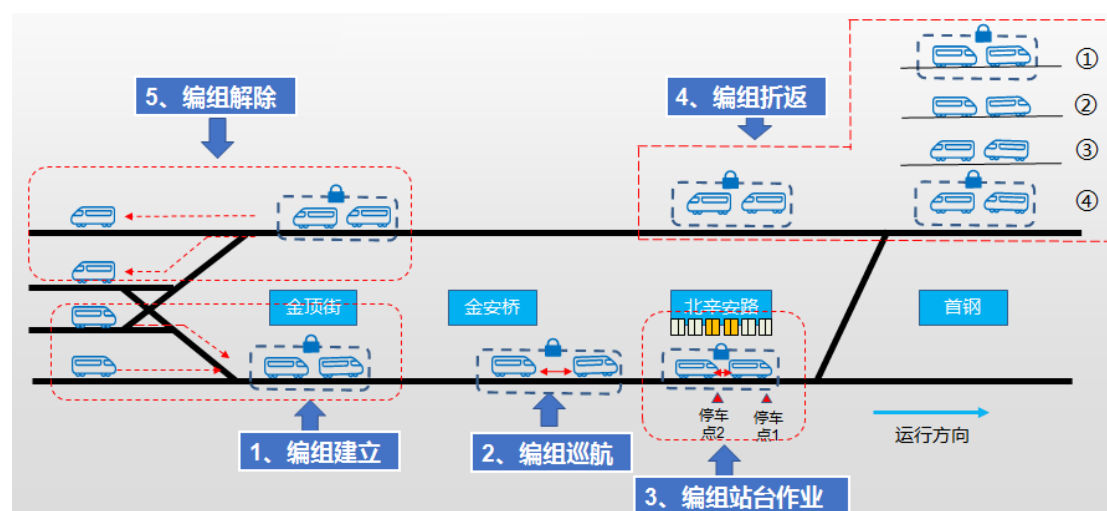 5、编组解除
4、编组折返
①
②
③
④
金顶街
金安桥
北辛安路
首钢
停车
点2
停车
点1
运行方向
1、编组建立
2、编组巡航
3、编组站台作业